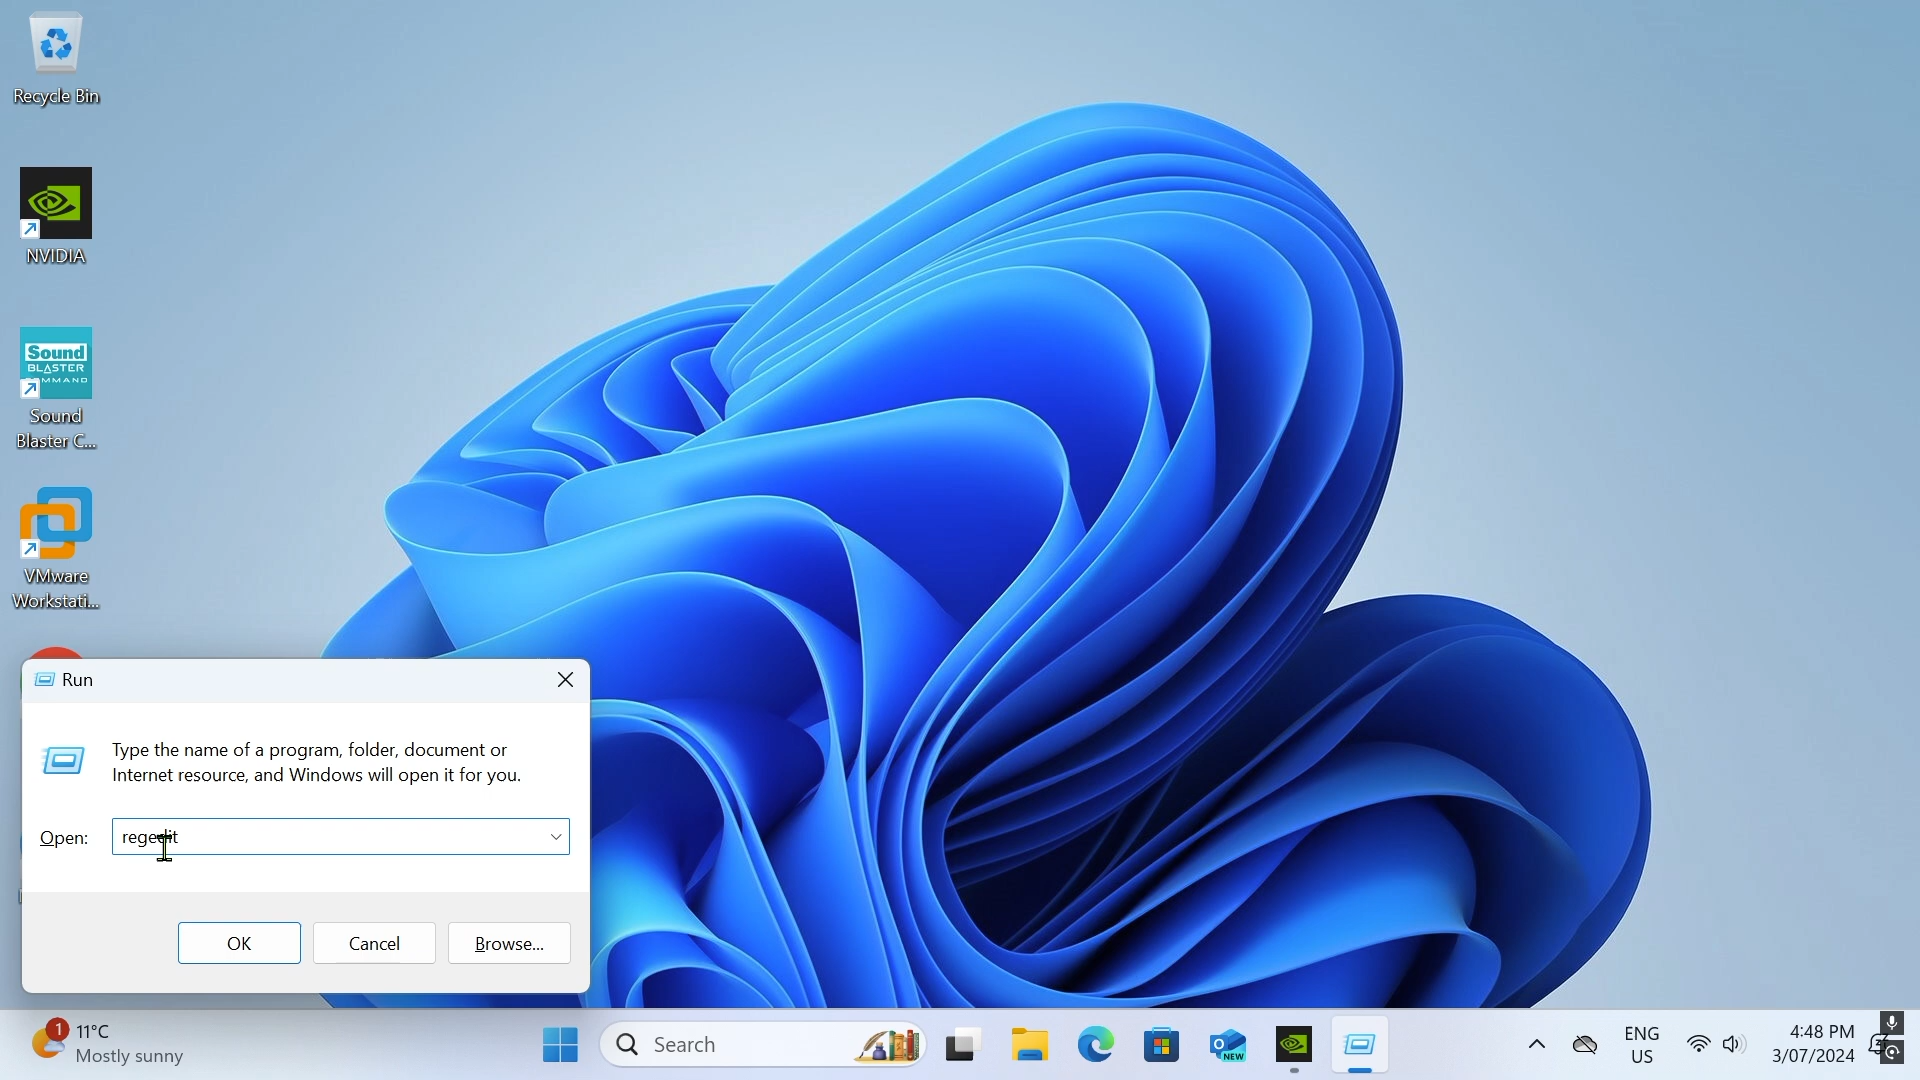 Recycle Bin
NVIDIA
Sound
BLASTER
Sound
Blaster C...
VMware
Workstati...
Run
Type the name of a program, folder, document or
Internet resource, and Windows will open it for you.
Open:
regedit
OK
Cancel
Browse...
1
11°C
Mostly sunny
Search
NEW
ENG
US
4:48 PM
3/07/2024